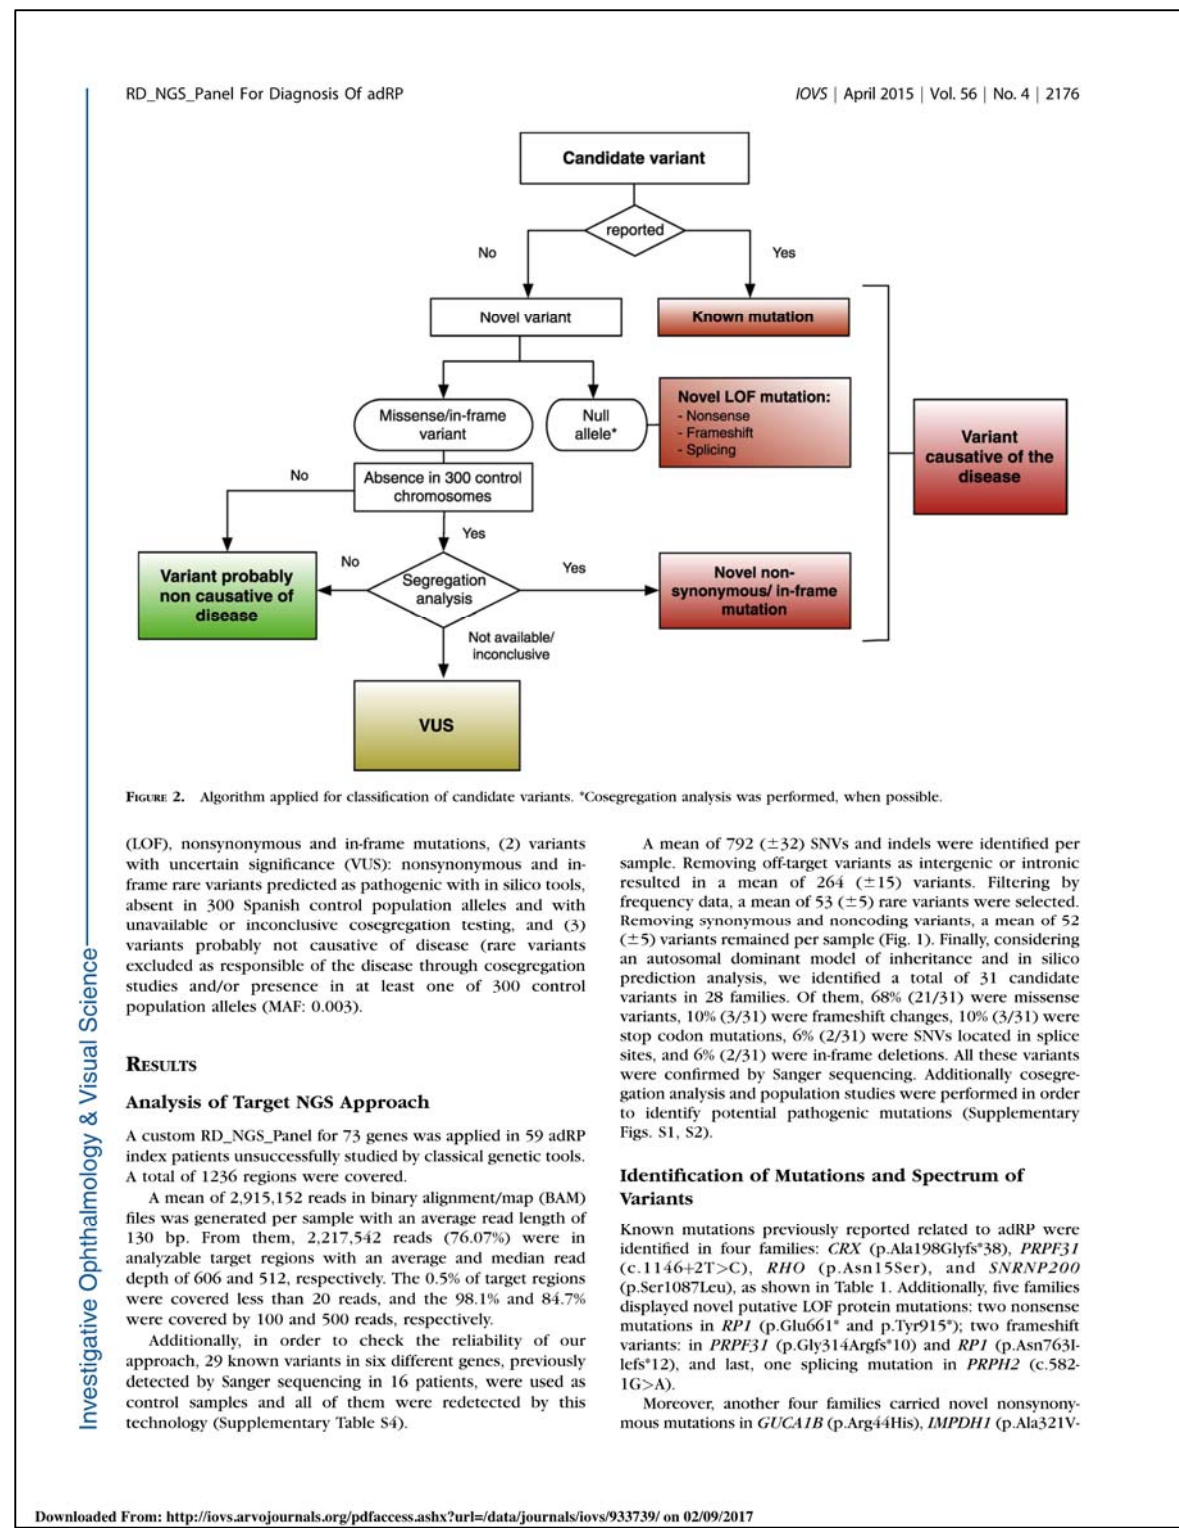 RD_NGS_Panel For Diagnosis Of adRP
IOVS | April 2015 | Vol. 56 | No. 4 | 2176
Candidate variant
reported
No
Yes
Novel variant
Known mutation
Missense/in-frame
variant
Null
allele*
Novel LOF mutation:
- Nonsense
- Frameshift
- Splicing
Variant
causative of the
disease
No
Absence in 300 control
chromosomes
Yes
Variant probably
non causative of
disease
No
Segregation
analysis
Yes
Novel non-
synonymous/ in-frame
mutation
Not available/
inconclusive
VUS
FIGURE 2. Algorithm applied for classification of candidate variants. *Cosegregation analysis was performed, when possible.
(LOF), nonsynonymous and in-frame mutations, (2) variants
with uncertain significance (VUS): nonsynonymous and in-
frame rare variants predicted as pathogenic with in silico tools,
absent in 300 Spanish control population alleles and with
unavailable or inconclusive cosegregation testing, and (3)
variants probably not causative of disease (rare variants
excluded as responsible of the disease through cosegregation
studies and/or presence in at least one of 300 control
population alleles (MAF: 0.003).
RESULTS
Analysis of Target NGS Approach
A custom RD_NGS_Panel for 73 genes was applied in 59 adRP
index patients unsuccessfully studied by classical genetic tools.
A total of 1236 regions were covered.
A mean of 2,915,152 reads in binary alignment/map (BAM)
files was generated per sample with an average read length of
130 bp. From them, 2,217,542 reads (76.07%) were in
analyzable target regions with an average and median read
depth of 606 and 512, respectively. The 0.5% of target regions
were covered less than 20 reads, and the 98.1% and 84.7%
were covered by 100 and 500 reads, respectively.
Additionally, in order to check the reliability of our
approach, 29 known variants in six different genes, previously
detected by Sanger sequencing in 16 patients, were used as
control samples and all of them were redetected by this
technology (Supplementary Table S4).
A mean of 792 (±32) SNVs and indels were identified per
sample. Removing off-target variants as intergenic or intronic
resulted in a mean of 264 (±15) variants. Filtering by
frequency data, a mean of 53 (±5) rare variants were selected.
Removing synonymous and noncoding variants, a mean of 52
(±5) variants remained per sample (Fig. 1). Finally, considering
an autosomal dominant model of inheritance and in silico
prediction analysis, we identified a total of 31 candidate
variants in 28 families. Of them, 68% (21/31) were missense
variants, 10% (3/31) were frameshift changes, 10% (3/31) were
stop codon mutations, 6% (2/31) were SNVs located in splice
sites, and 6% (2/31) were in-frame deletions. All these variants
were confirmed by Sanger sequencing. Additionally cosegre-
gation analysis and population studies were performed in order
to identify potential pathogenic mutations (Supplementary
Figs. S1, S2).
Identification of Mutations and Spectrum of
Variants
Known mutations previously reported related to adRP were
identified in four families: CRX (p.Ala198Glyfs*38), PRPF31
(c.1146+2T>C), RHO (p.Asn15Ser), and SNRNP200
(p.Ser1087Leu), as shown in Table 1. Additionally, five families
displayed novel putative LOF protein mutations: two nonsense
mutations in RP1 (p.Glu661* and p.Tyr915*); two frameshift
variants: in PRPF31 (p.Gly314Argfs*10) and RP1 (p.Asn763I-
lefs*12), and last, one splicing mutation in PRPH2 (c.582-
1G>A).
Moreover, another four families carried novel nonsynony-
mous mutations in GUCA1B (p.Arg44His), IMPDH1 (p.Ala321V-
Investigative Ophthalmology & Visual Science
Downloaded From: http://iovs.arvojournals.org/pdfaccess.ashx?url=/data/journals/iovs/933739/ on 02/09/2017